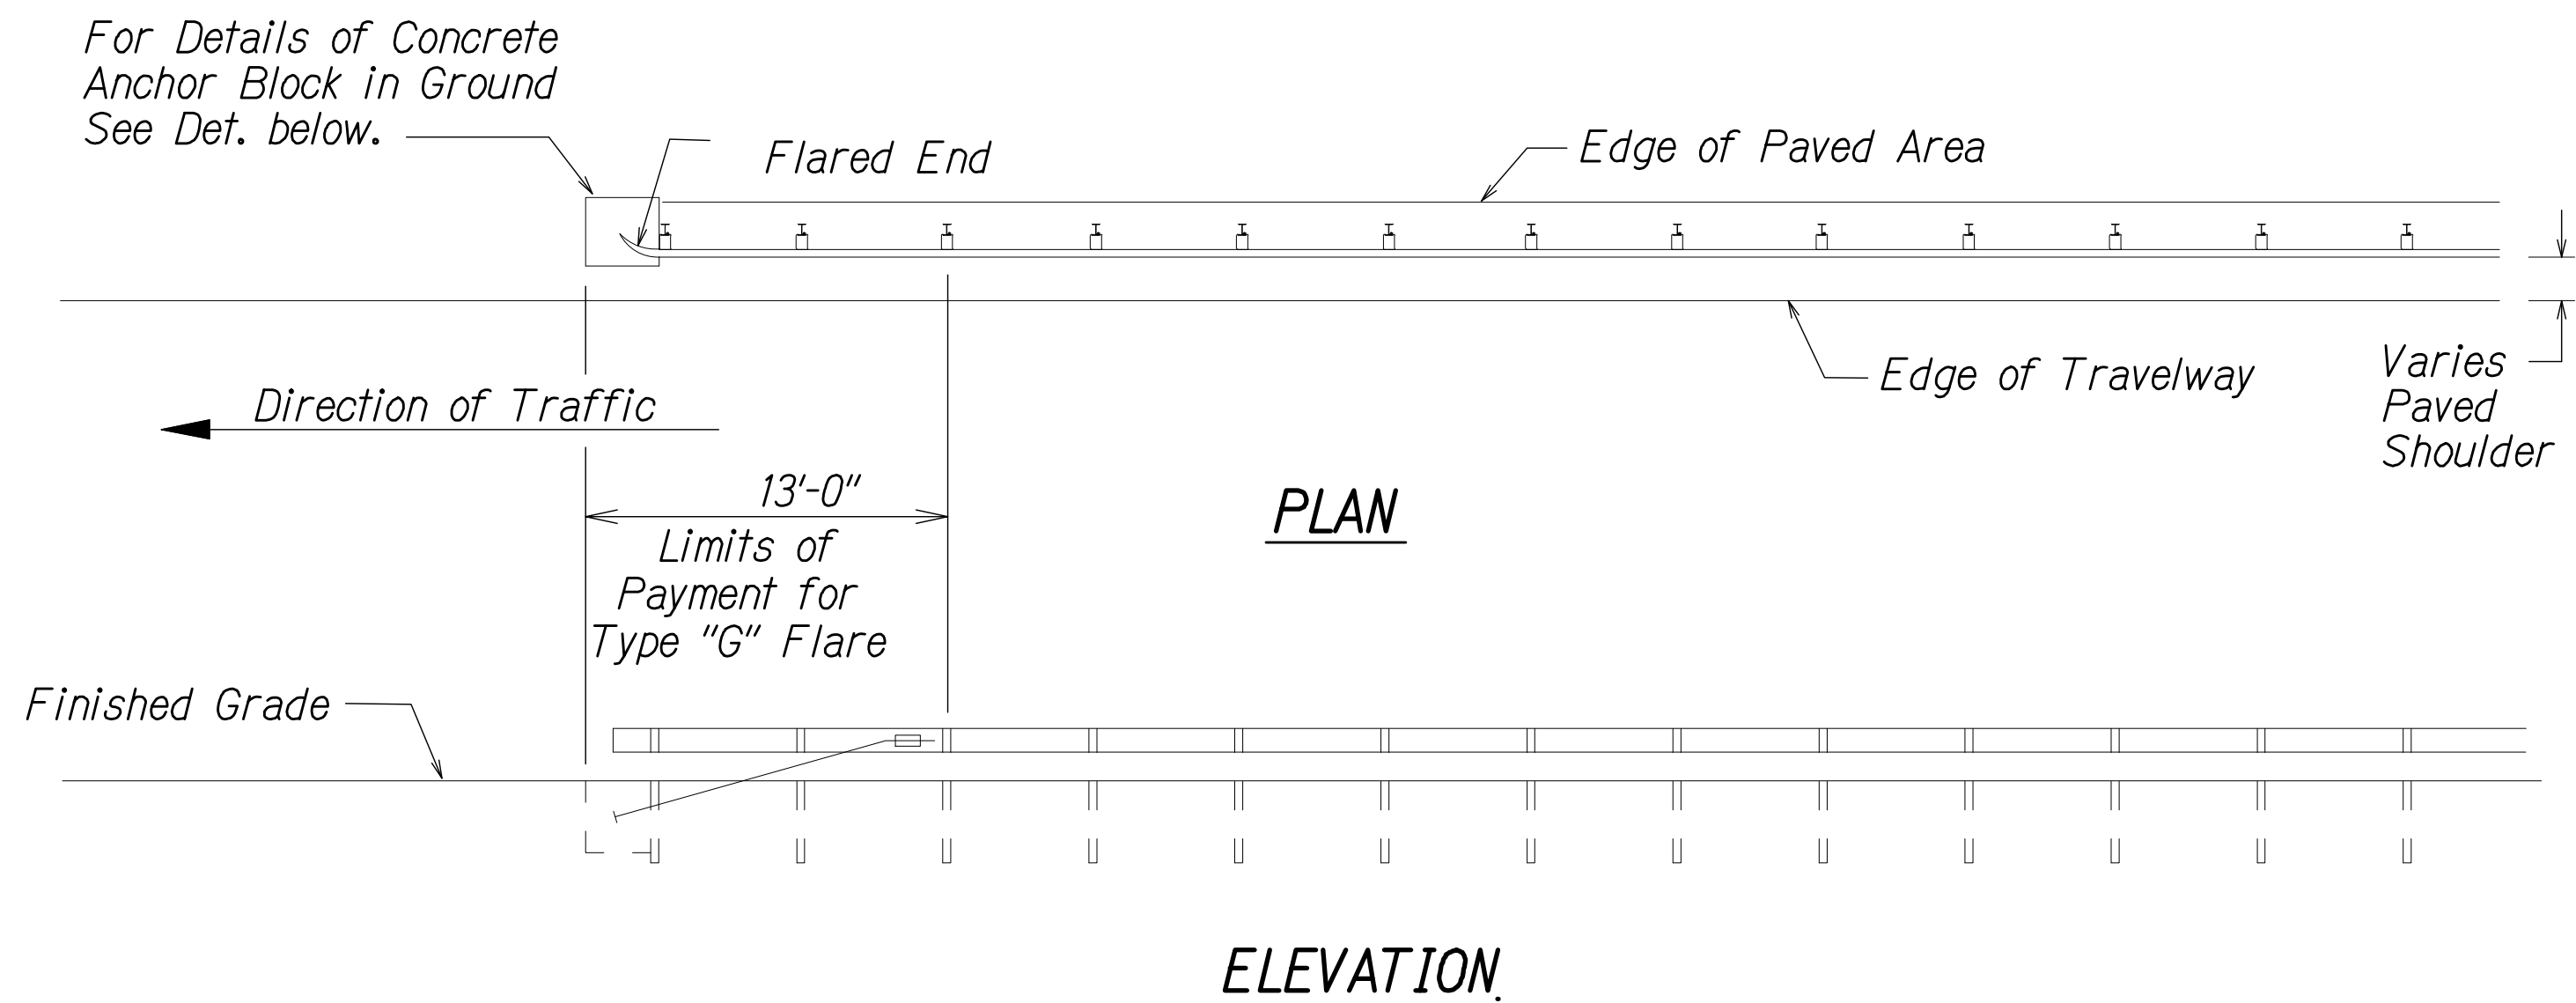 For Details of Concrete
Anchor Block in Ground
See Det. below.
Flared End
Edge of Paved Area
Edge of Travelway
Varies
Paved
Shoulder
Direction of Traffic
13'-0"
Limits of
Payment for
Type "G" Flare
PLAN
Finished Grade
ELEVATION.